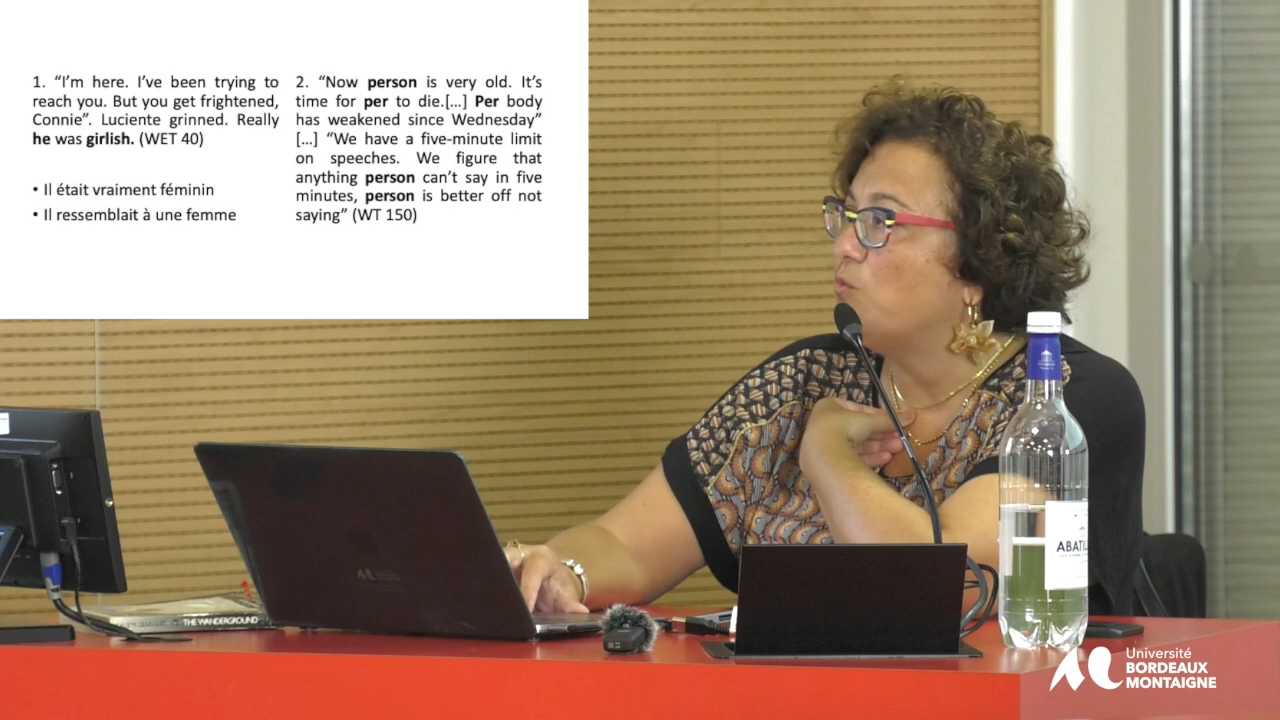 1. “I’m here. I’ve been trying to
reach you. But you get frightened,
Connie”. Luciente grinned. Really
he was girlish. (WET 40)
• Il était vraiment féminin
• Il ressemblait à une femme
2. “Now person is very old. It’s
time for per to die.[…] Per body
has weakened since Wednesday”
[…] “We have a five-minute limit
on speeches. We figure that
anything person can’t say in five
minutes, person is better off not
saying” (WT 150)
THE WANDERGROUND
Université
BORDEAUX
MONTAIGNE